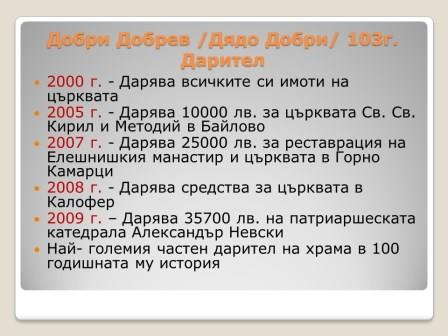 Добри Добрев /Дядо Добри/ 103г.
Дарител
2000 г. - Дарява всичките си имоти на
църквата
2005 г. - Дарява 10000 лв. за църквата Св. Св.
Кирил и Методий в Байлово
2007 г. - Дарява 25000 лв. за реставрация на
Елешнишкия манастир и църквата в Горно
Камарци
2008 г. - Дарява средства за църквата в
Калофер
2009 г. – Дарява 35700 лв. на патриаршеската
катедрала Александър Невски
Най- големия частен дарител на храма в 100
годишната му история